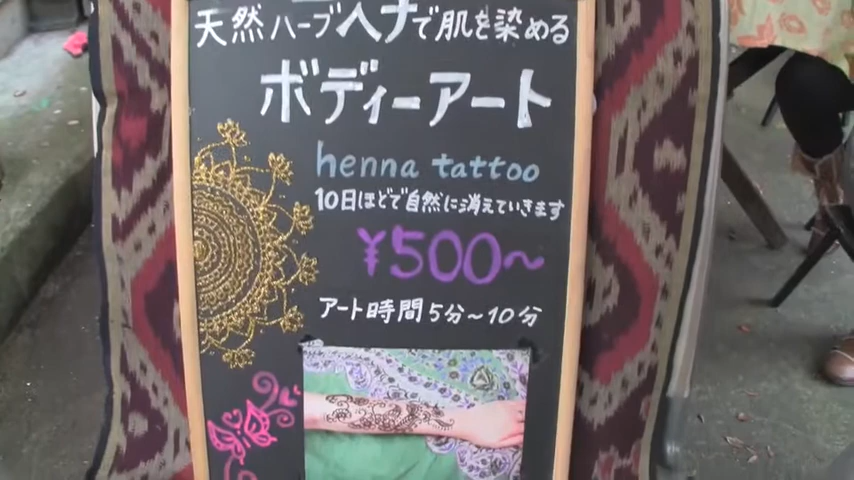 天然ハーブヘナで肌を染める
ボディーアート
henna tattoo
10日ほどで自然に消えていきます
¥500～
アート時間5分～10分